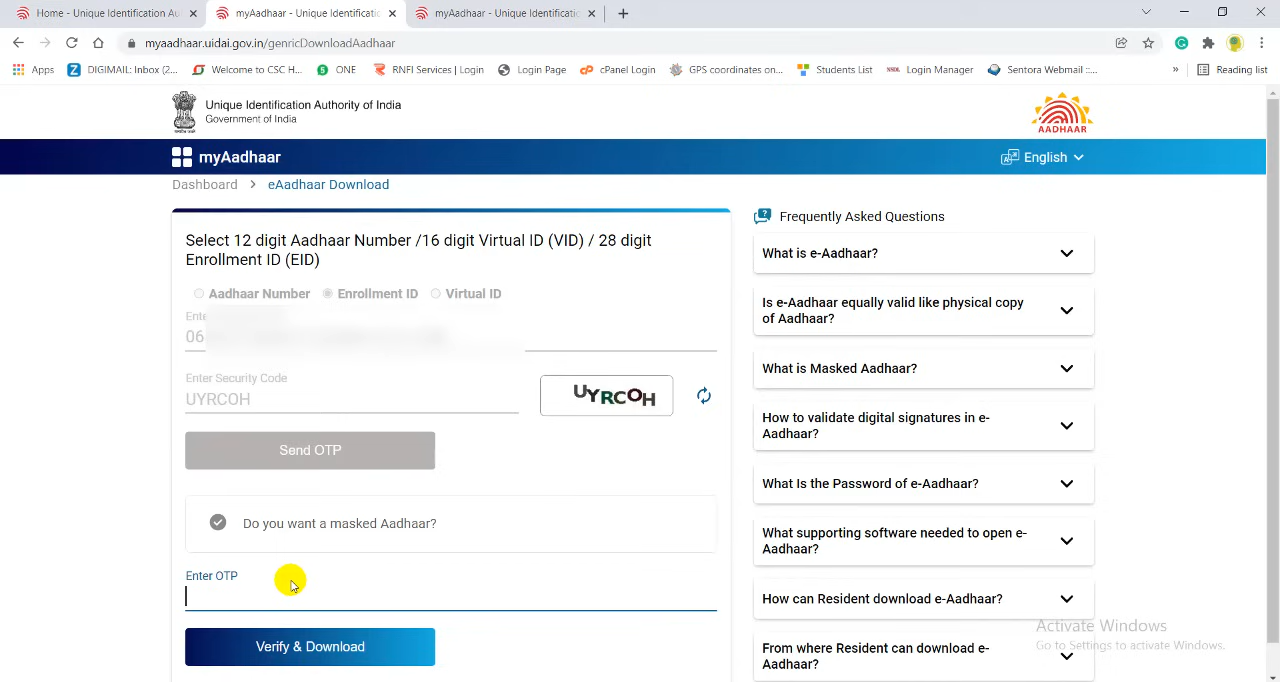 Home - Unique Identification Au
myAadhaar - Unique Identificatio
myAadhaar - Unique Identificatio
myaadhaar.uidai.gov.in/genricDownloadAadhaar
Apps
DIGIMAIL: Inbox (2...
Welcome to CSC H...
ONE
RNFI Services | Login
Login Page
cPanel Login
GPS coordinates on...
Students List
NSDL
Login Manager
Sentora Webmail ::...
»
Reading list
Unique Identification Authority of India
Government of India
AADHAAR
myAadhaar
English
Dashboard > eAadhaar Download
Select 12 digit Aadhaar Number /16 digit Virtual ID (VID) / 28 digit
Enrollment ID (EID)
Aadhaar Number Enrollment ID Virtual ID
06
Enter Security Code
UYRCOH
UYRCOH
Send OTP
Do you want a masked Aadhaar?
Enter OTP
Verify & Download
Frequently Asked Questions
What is e-Aadhaar?
Is e-Aadhaar equally valid like physical copy
of Aadhaar?
What is Masked Aadhaar?
How to validate digital signatures in e-
Aadhaar?
What Is the Password of e-Aadhaar?
What supporting software needed to open e-
Aadhaar?
How can Resident download e-Aadhaar?
From where Resident can download e-
Aadhaar?
Activate Windows
Go to Settings to activate Windows.